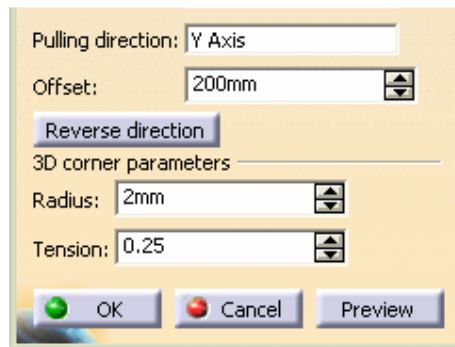 Pulling direction: Y Axis
Offset: 200mm
Reverse direction
3D corner parameters
Radius: 2mm
Tension: 0.25
OK Cancel Preview